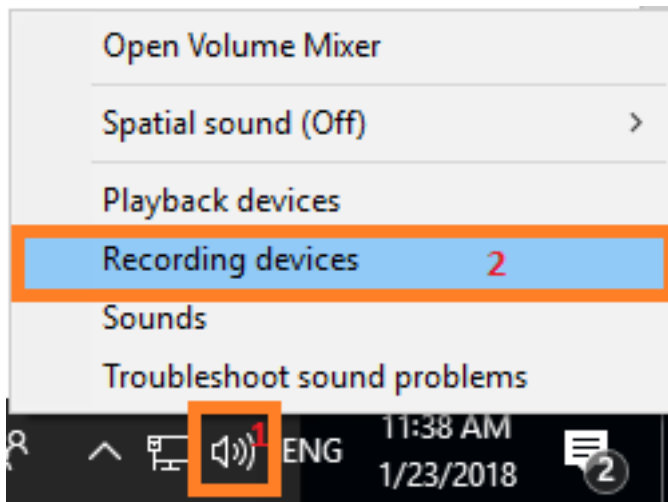 Open Volume Mixer
Spatial sound (Off)
Playback devices
Recording devices 2
Sounds
Troubleshoot sound problems
1 ENG 11:38 AM
1/23/2018 2